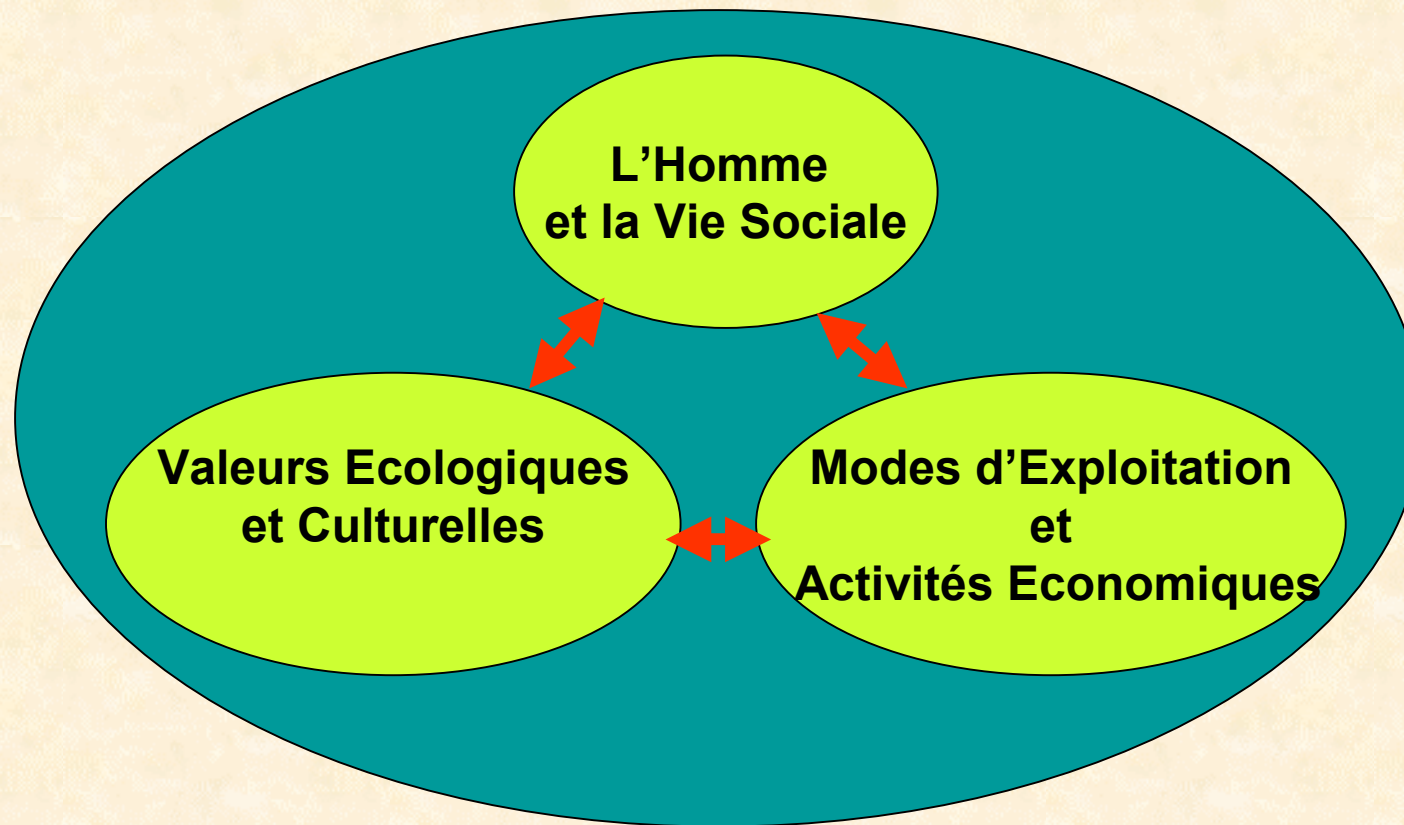 L’Homme
et la Vie Sociale
Valeurs Ecologiques
et Culturelles
Modes d’Exploitation
et
Activités Economiques